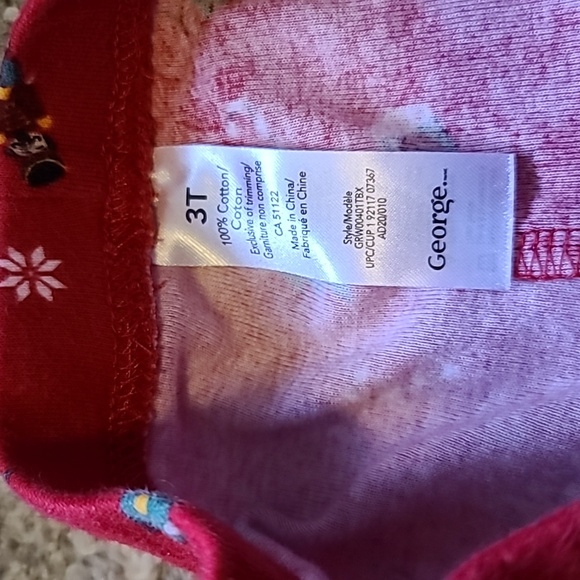 3T
100% Cotton/
Coton
Exclusive of trimming/
Garniture non comprise
CA 51122
Made in China/
Fabriqué en Chine
Style/Modèle
GRW00401TBX
UPC/CUP 1 92117 07367
AD20/010
George.